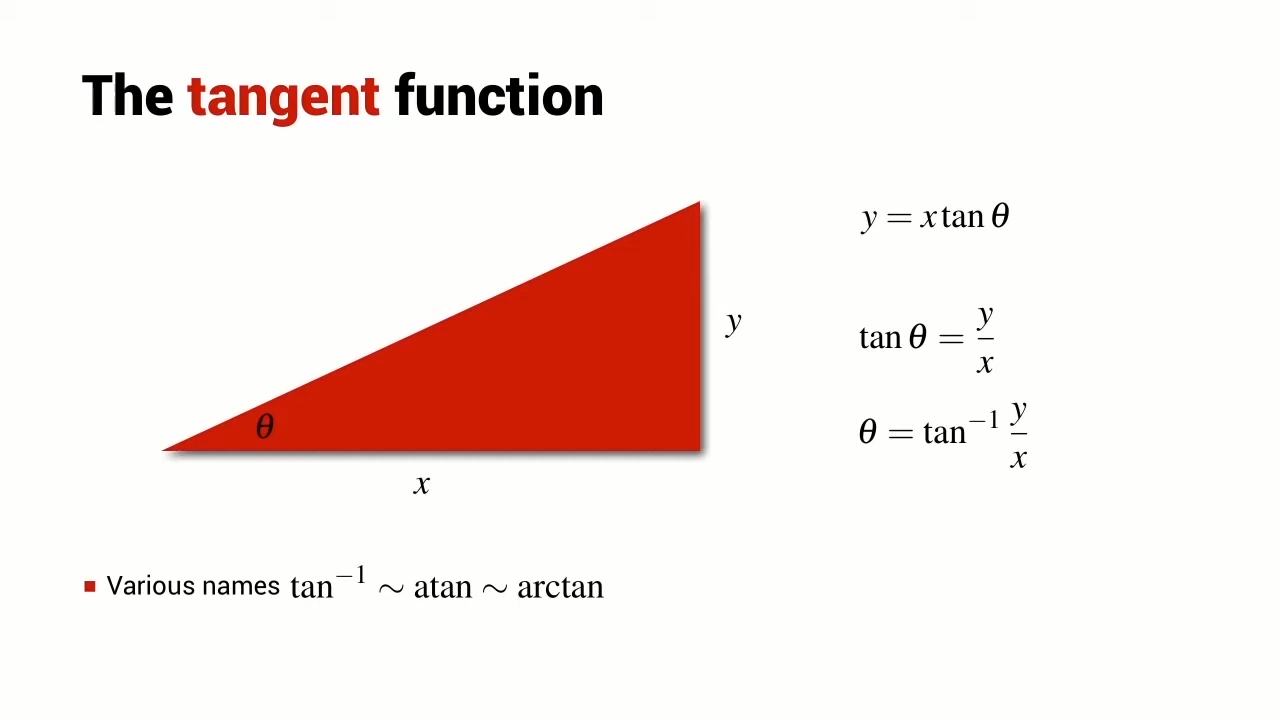 The tangent function
y = x tan θ
tan θ = y/x
θ = tan⁻¹ y/x
y
θ
x
▪ Various names tan⁻¹ ∼ atan ∼ arctan